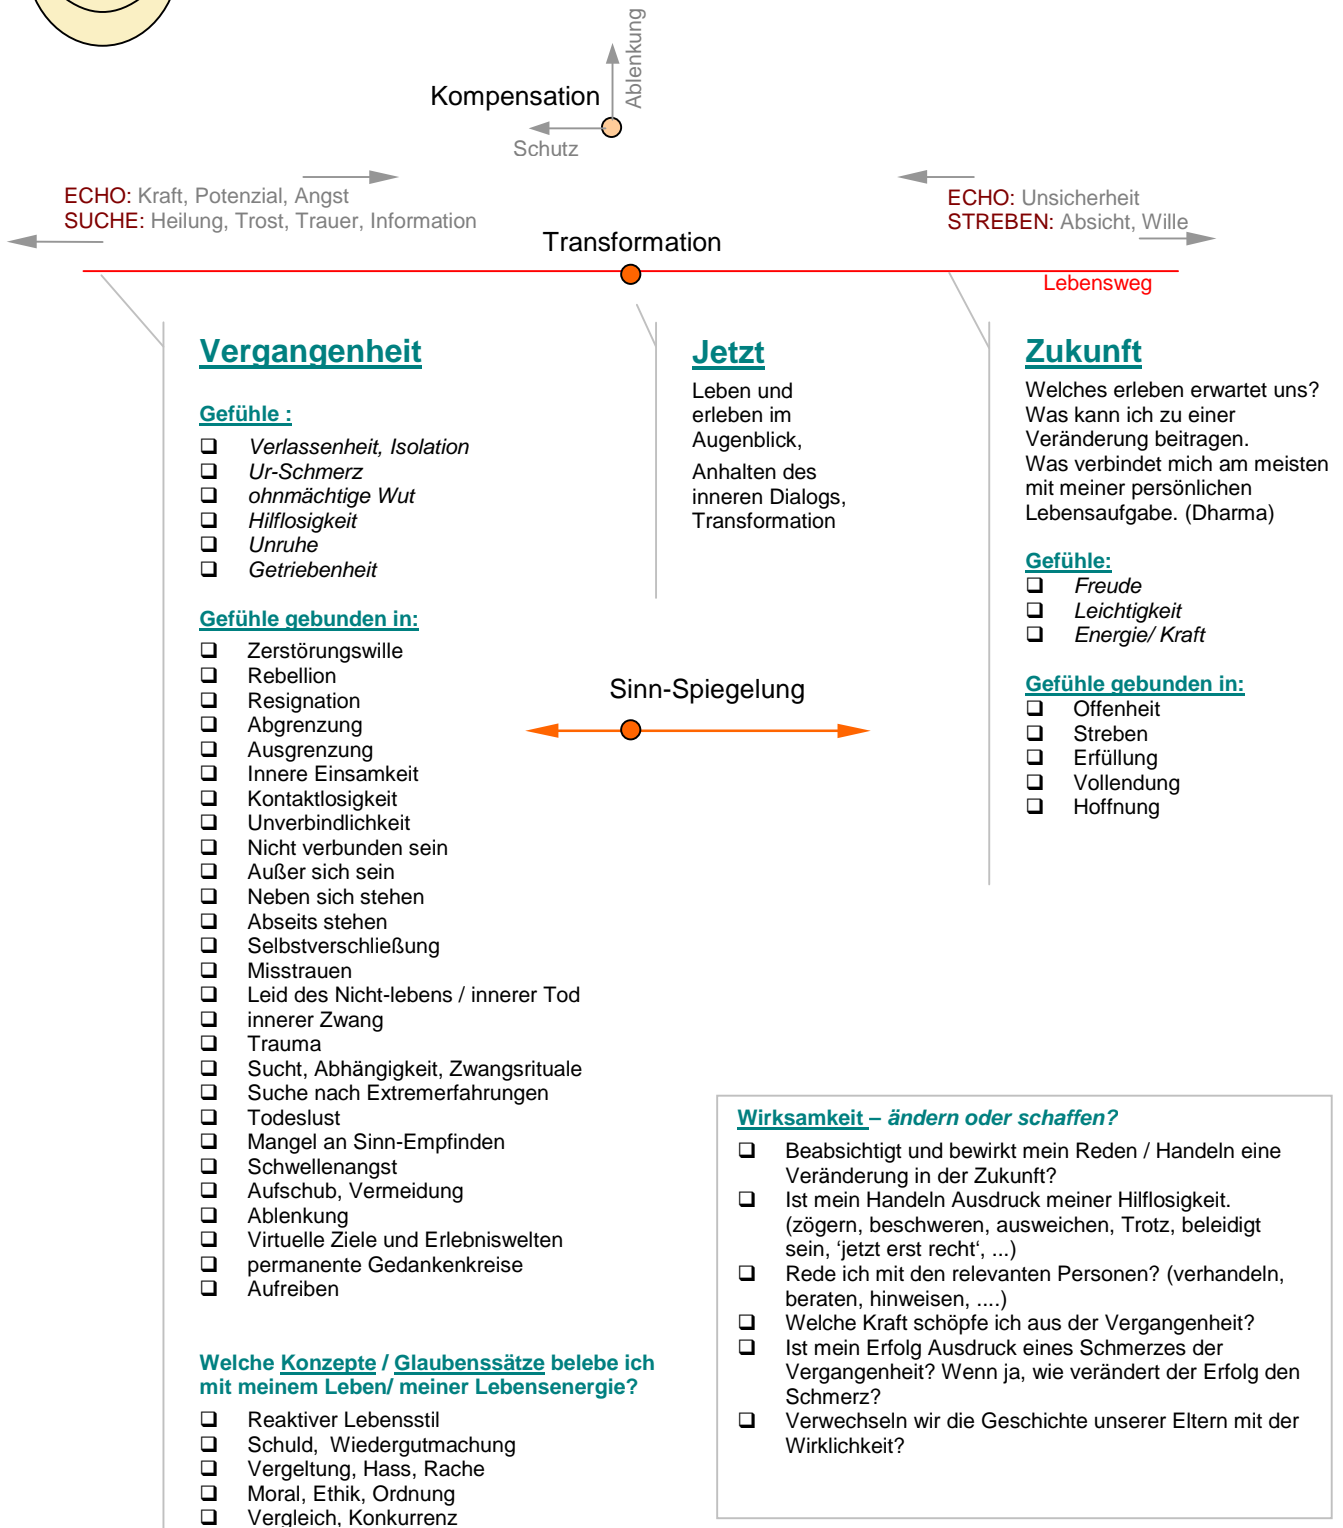 Ablenkung
Kompensation
Schutz
ECHO: Kraft, Potenzial, Angst
SUCHE: Heilung, Trost, Trauer, Information
ECHO: Unsicherheit
STREBEN: Absicht, Wille
Transformation
Lebensweg
Vergangenheit
Gefühle :
❑ Verlassenheit, Isolation
❑ Ur-Schmerz
❑ ohnmächtige Wut
❑ Hilflosigkeit
❑ Unruhe
❑ Getriebenheit
Gefühle gebunden in:
❑ Zerstörungswille
❑ Rebellion
❑ Resignation
❑ Abgrenzung
❑ Ausgrenzung
❑ Innere Einsamkeit
❑ Kontaktlosigkeit
❑ Unverbindlichkeit
❑ Nicht verbunden sein
❑ Außer sich sein
❑ Neben sich stehen
❑ Abseits stehen
❑ Selbstverschließung
❑ Misstrauen
❑ Leid des Nicht-lebens / innerer Tod
❑ innerer Zwang
❑ Trauma
❑ Sucht, Abhängigkeit, Zwangsrituale
❑ Suche nach Extremerfahrungen
❑ Todeslust
❑ Mangel an Sinn-Empfinden
❑ Schwellenangst
❑ Aufschub, Vermeidung
❑ Ablenkung
❑ Virtuelle Ziele und Erlebniswelten
❑ permanente Gedankenkreise
❑ Aufreiben
Welche Konzepte / Glaubenssätze belebe ich
mit meinem Leben/ meiner Lebensenergie?
❑ Reaktiver Lebensstil
❑ Schuld, Wiedergutmachung
❑ Vergeltung, Hass, Rache
❑ Moral, Ethik, Ordnung
❑ Vergleich, Konkurrenz
Jetzt
Leben und
erleben im
Augenblick,
Anhalten des
inneren Dialogs,
Transformation
Sinn-Spiegelung
Zukunft
Welches erleben erwartet uns?
Was kann ich zu einer
Veränderung beitragen.
Was verbindet mich am meisten
mit meiner persönlichen
Lebensaufgabe. (Dharma)
Gefühle:
❑ Freude
❑ Leichtigkeit
❑ Energie/ Kraft
Gefühle gebunden in:
❑ Offenheit
❑ Streben
❑ Erfüllung
❑ Vollendung
❑ Hoffnung
Wirksamkeit – ändern oder schaffen?
❑ Beabsichtigt und bewirkt mein Reden / Handeln eine
Veränderung in der Zukunft?
❑ Ist mein Handeln Ausdruck meiner Hilflosigkeit.
(zögern, beschweren, ausweichen, Trotz, beleidigt
sein, ‘jetzt erst recht‘, ...)
❑ Rede ich mit den relevanten Personen? (verhandeln,
beraten, hinweisen, ....)
❑ Welche Kraft schöpfe ich aus der Vergangenheit?
❑ Ist mein Erfolg Ausdruck eines Schmerzes der
Vergangenheit? Wenn ja, wie verändert der Erfolg den
Schmerz?
❑ Verwechseln wir die Geschichte unserer Eltern mit der
Wirklichkeit?